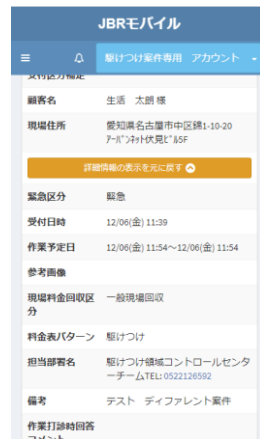 JBRモバイル
駆けつけ案件専用 アカウント
受付区分補足
顧客名 生活 太朗 様
現場住所 愛知県名古屋市中区錦1-10-20
ｱｰﾊﾞﾝﾈｯﾄ伏見ﾋﾞﾙ5F
詳細情報の表示を元に戻す
緊急区分 緊急
受付日時 12/06(金) 11:39
作業予定日 12/06(金) 11:54～12/06(金) 11:54
参考画像
現場料金回収区分 一般現場回収
料金表パターン 駆けつけ
担当部署名 駆けつけ領域コントロールセンタ
ーチームTEL: 0522126592
備考 テスト ディファレント案件
作業打診時回答
コメント